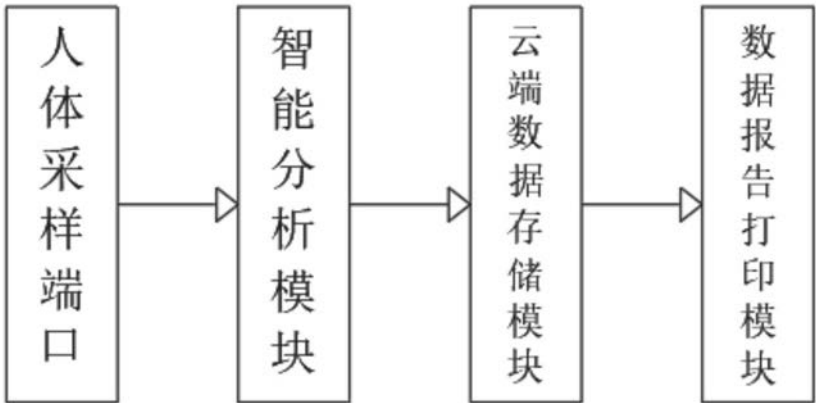 人体采样端口
智能分析模块
云端数据存储模块
数据报告打印模块